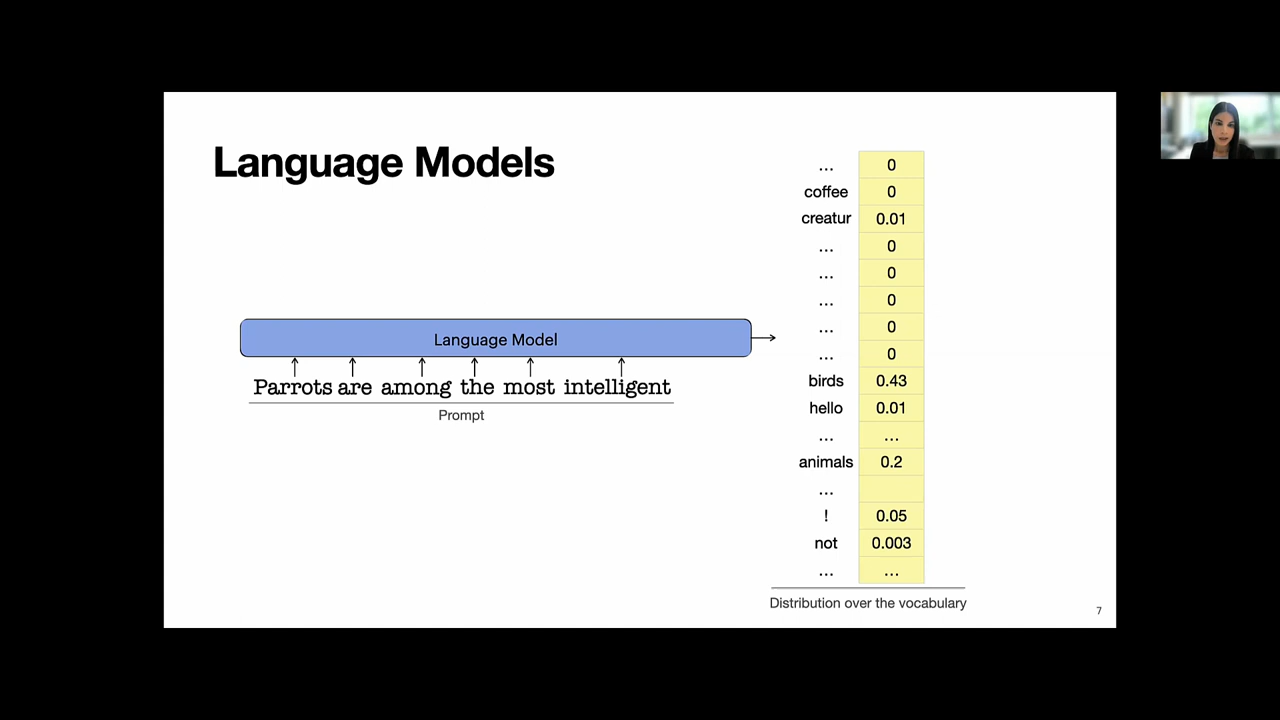 Language Models
Language Model
Parrots are among the most intelligent
Prompt
... 0
coffee 0
creatur 0.01
... 0
... 0
... 0
... 0
... 0
birds 0.43
hello 0.01
... ...
animals 0.2
...
! 0.05
not 0.003
... ...
Distribution over the vocabulary
7